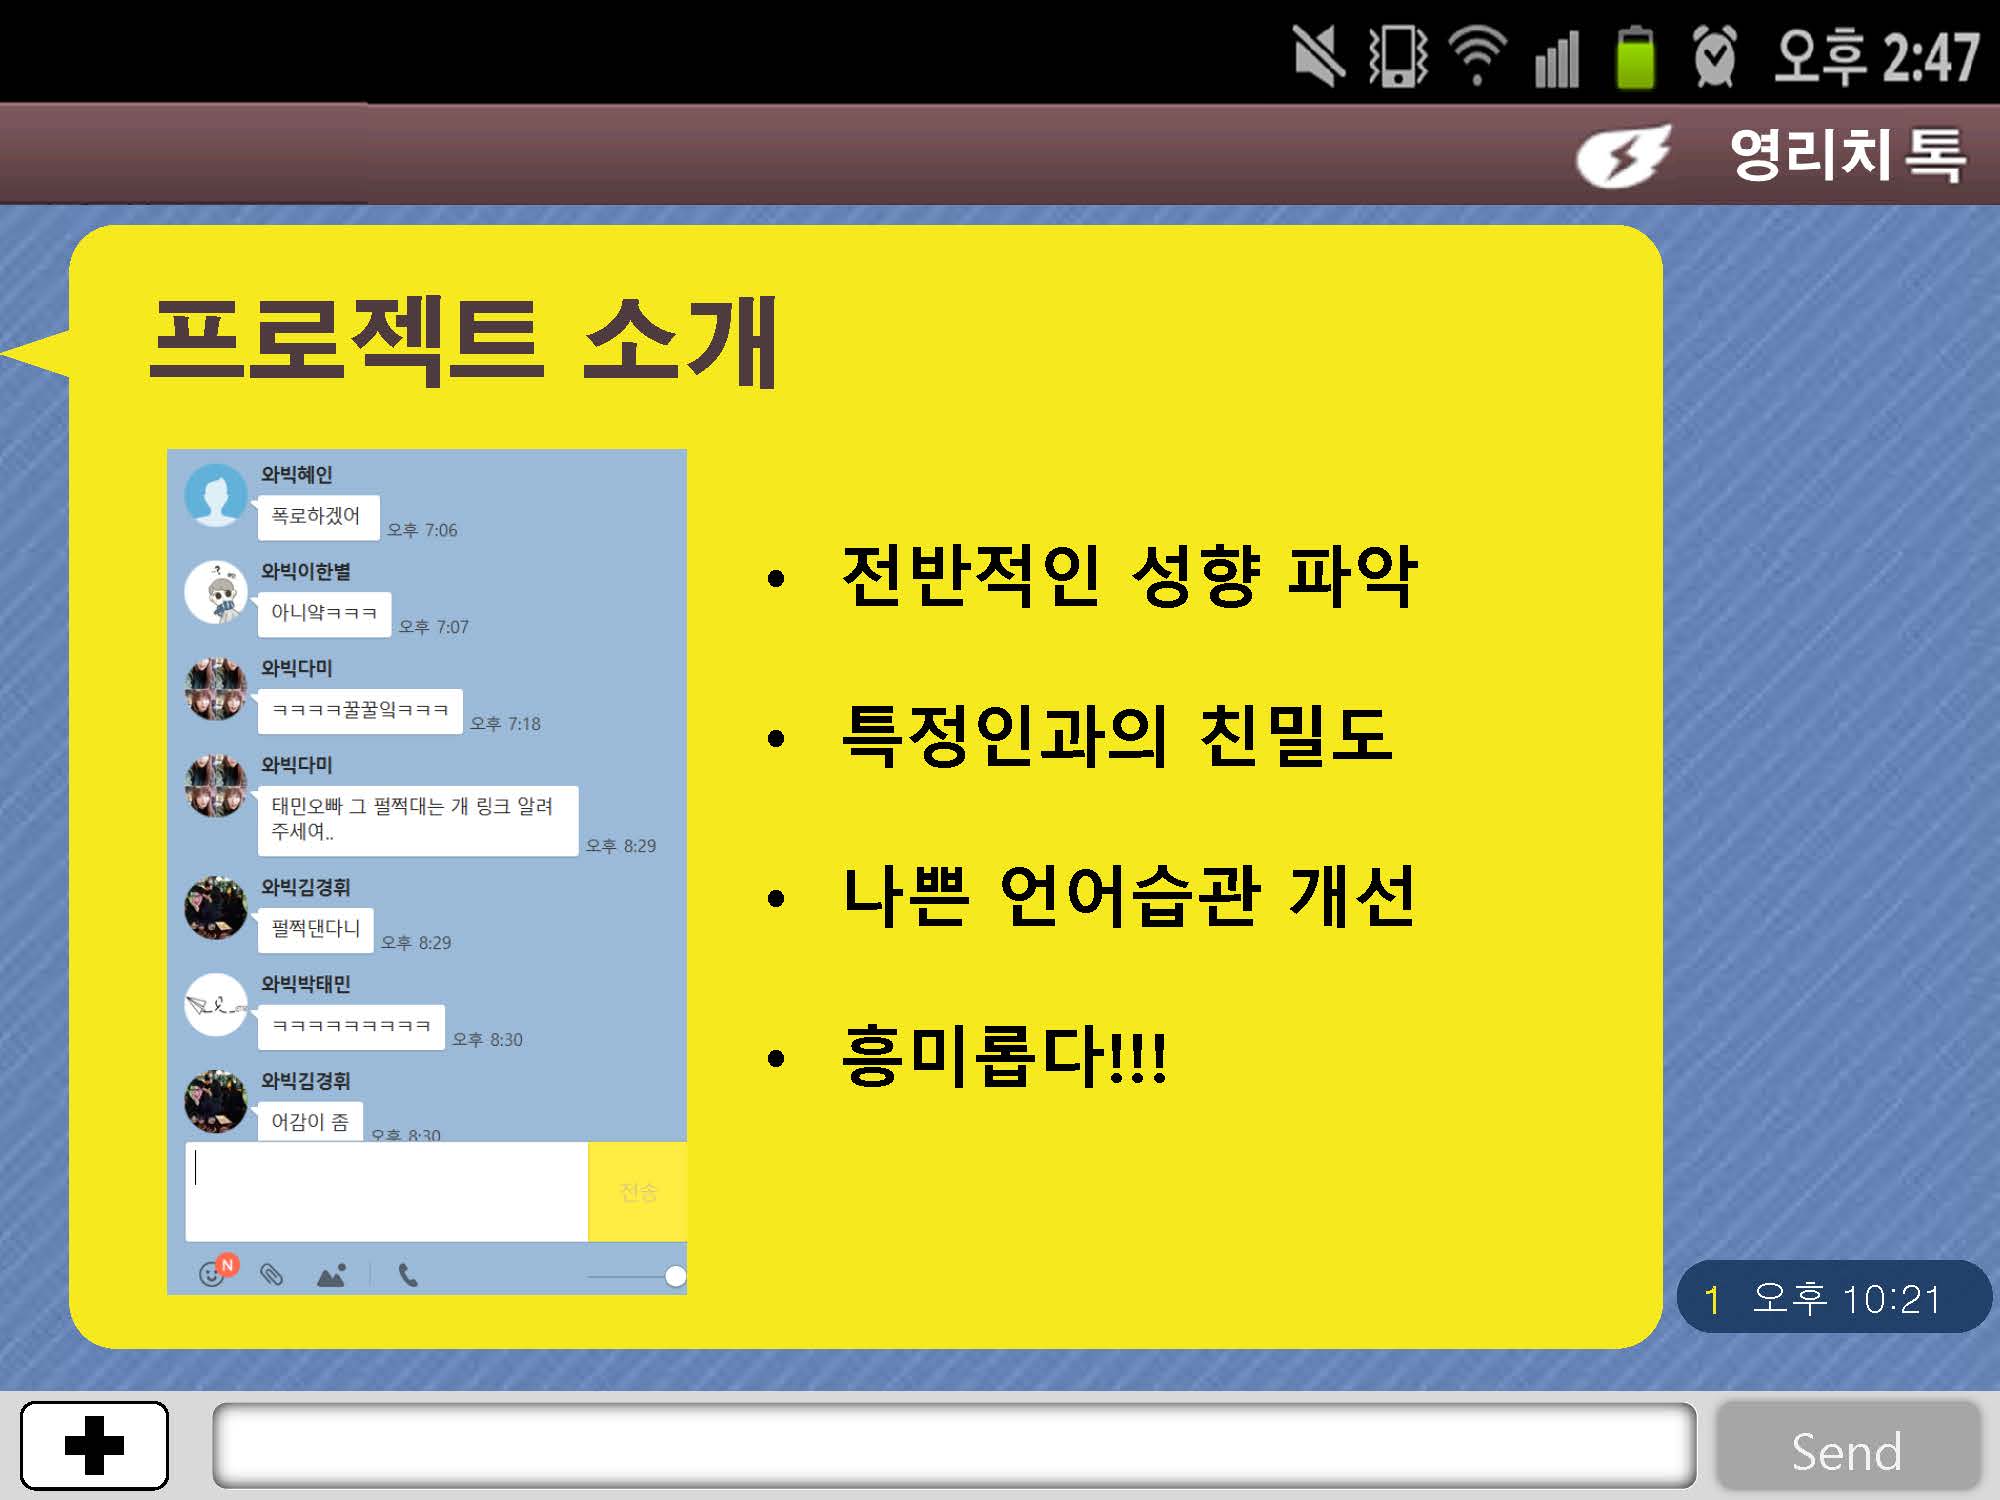 오후 2:47
영리치 톡
프로젝트 소개
와빅혜인
폭로하겠어
오후 7:06
와빅이한별
아니얔ㅋㅋㅋ
오후 7:07
와빅다미
ㅋㅋㅋㅋ꿀꿀잌ㅋㅋㅋ
오후 7:18
와빅다미
태민오빠 그 펄쩍대는 개 링크 알려
주세여..
오후 8:29
와빅김경휘
펄쩍댄다니
오후 8:29
와빅박태민
ㅋㅋㅋㅋㅋㅋㅋㅋㅋ
오후 8:30
와빅김경휘
어감이 좀
오후 8:30
전송
N
• 전반적인 성향 파악
• 특정인과의 친밀도
• 나쁜 언어습관 개선
• 흥미롭다!!!
1 오후 10:21
Send